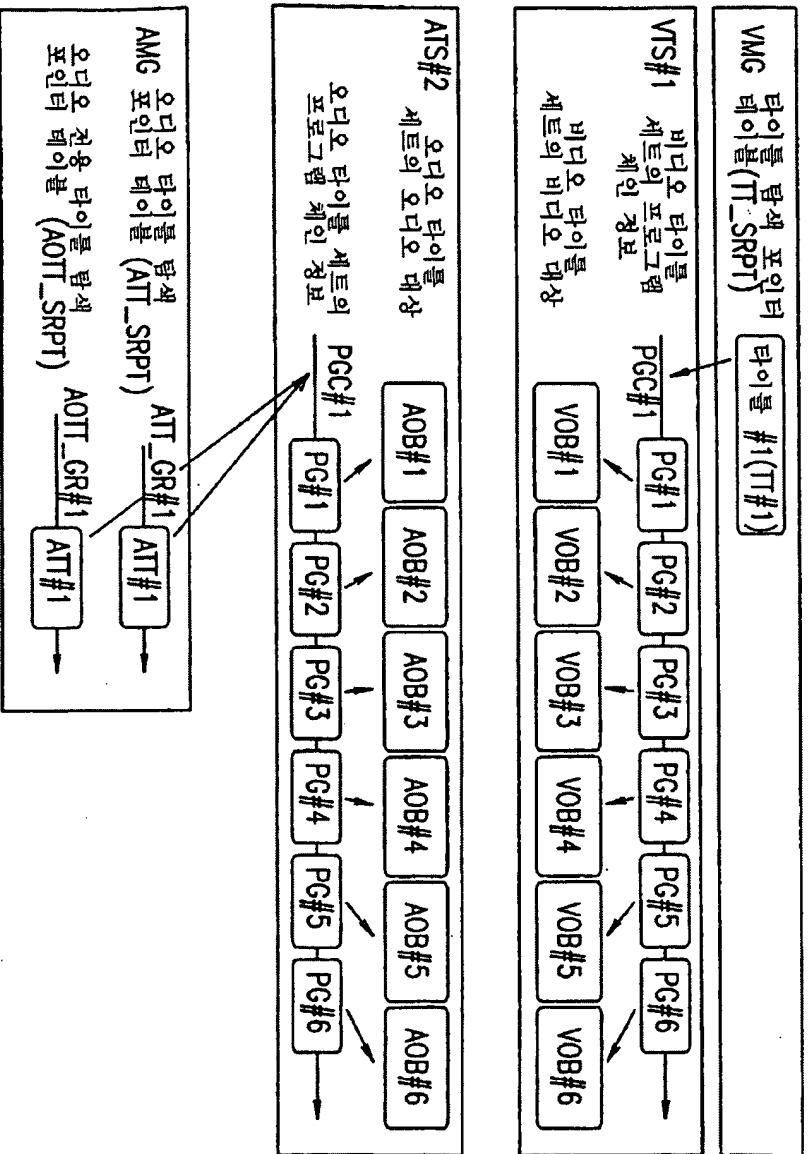 VMG 타이틀 탐색 포인터
테이블(TT_SRPT)
타이틀 #1(TT#1)
VTS#1
비디오 타이틀
세트의 프로그램
체인 정보
PGC#1
PG#1
PG#2
PG#3
PG#4
PG#5
PG#6
비디오 타이틀
세트의 비디오 대상
VOB#1
VOB#2
VOB#3
VOB#4
VOB#5
VOB#6
ATS#2
오디오 타이틀
세트의 오디오 대상
AOB#1
AOB#2
AOB#3
AOB#4
AOB#5
AOB#6
오디오 타이틀 세트의
프로그램 체인 정보
PGC#1
PG#1
PG#2
PG#3
PG#4
PG#5
PG#6
AMG 오디오 타이틀 탐색
포인터 테이블 (ATT_SRPT)
ATT_GR#1
ATT#1
오디오 전용 타이틀 탐색
포인터 테이블 (AOTT_SRPT)
AOTT_GR#1
ATT#1